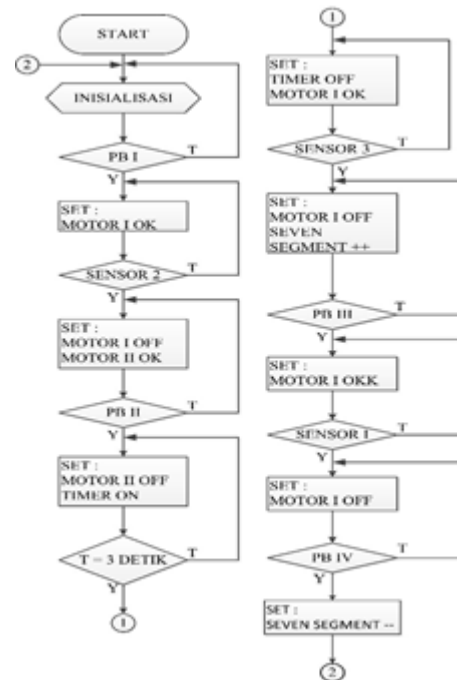 START
2
INISIALISASI
PB I
T
Y
SET :
MOTOR I OK
SENSOR 2
T
Y
SET :
MOTOR I OFF
MOTOR II OK
PB II
T
Y
SET :
MOTOR II OFF
TIMER ON
T = 3 DETIK
T
Y
1
1
SET :
TIMER OFF
MOTOR I OK
SENSOR 3
T
Y
SET :
MOTOR I OFF
SEVEN
SEGMENT ++
PB III
T
Y
SET :
MOTOR I OKK
SENSOR I
T
Y
SET :
MOTOR I OFF
PB IV
T
Y
SET :
SEVEN SEGMENT --
2